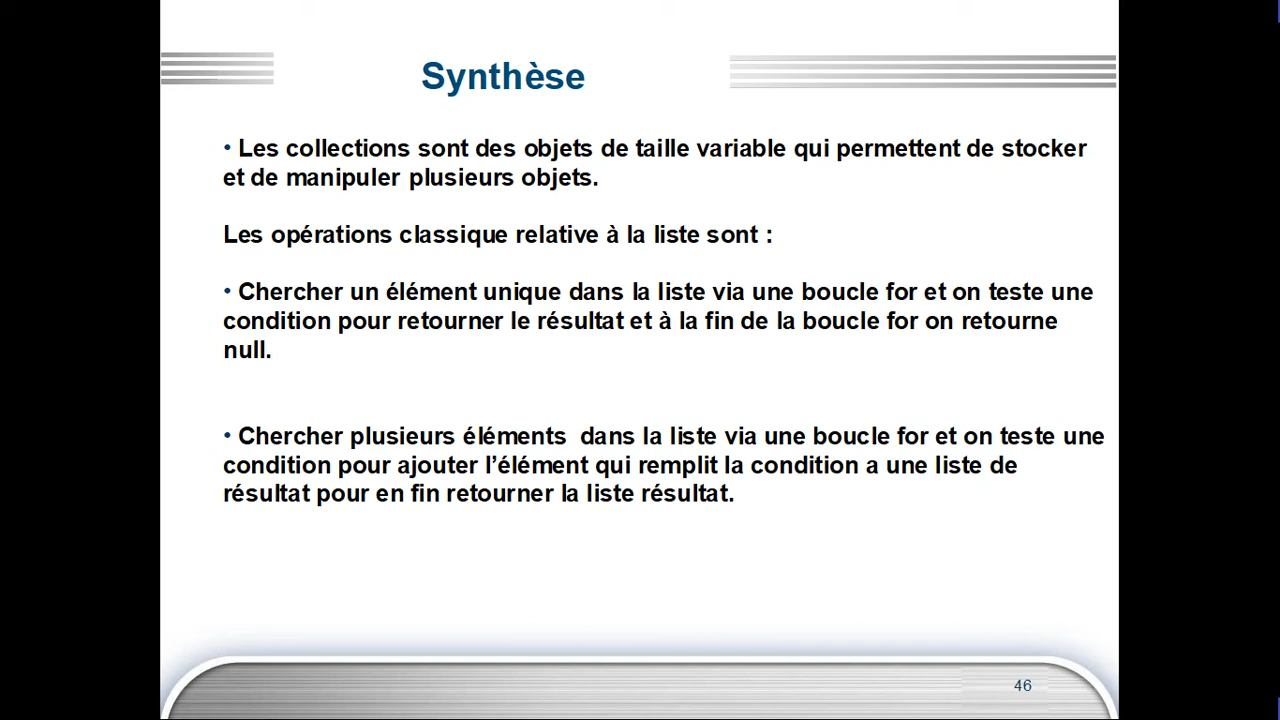 Synthèse
• Les collections sont des objets de taille variable qui permettent de stocker
et de manipuler plusieurs objets.
Les opérations classique relative à la liste sont :
• Chercher un élément unique dans la liste via une boucle for et on teste une
condition pour retourner le résultat et à la fin de la boucle for on retourne
null.
• Chercher plusieurs éléments  dans la liste via une boucle for et on teste une
condition pour ajouter l’élément qui remplit la condition a une liste de
résultat pour en fin retourner la liste résultat.
46